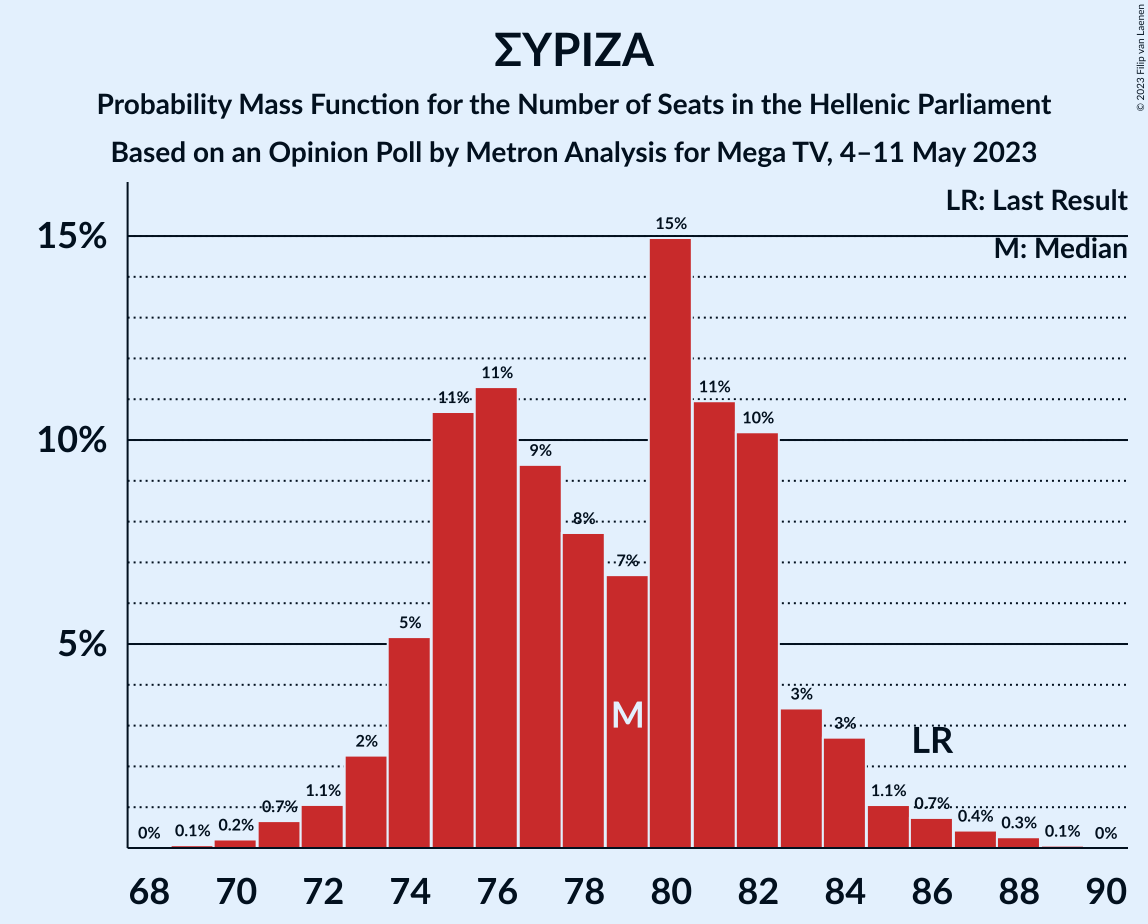 ΣΥΡΙΖΑ
Probability Mass Function for the Number of Seats in the Hellenic Parliament
Based on an Opinion Poll by Metron Analysis for Mega TV, 4–11 May 2023
© 2023 Filip van Laenen
LR: Last Result
M: Median
15%
10%
5%
0%
0.1%
0.2%
0.7%
1.1%
2%
5%
11%
11%
9%
8%
7%
15%
11%
10%
3%
3%
1.1%
0.7%
0.4%
0.3%
0.1%
0%
M
LR
68 70 72 74 76 78 80 82 84 86 88 90